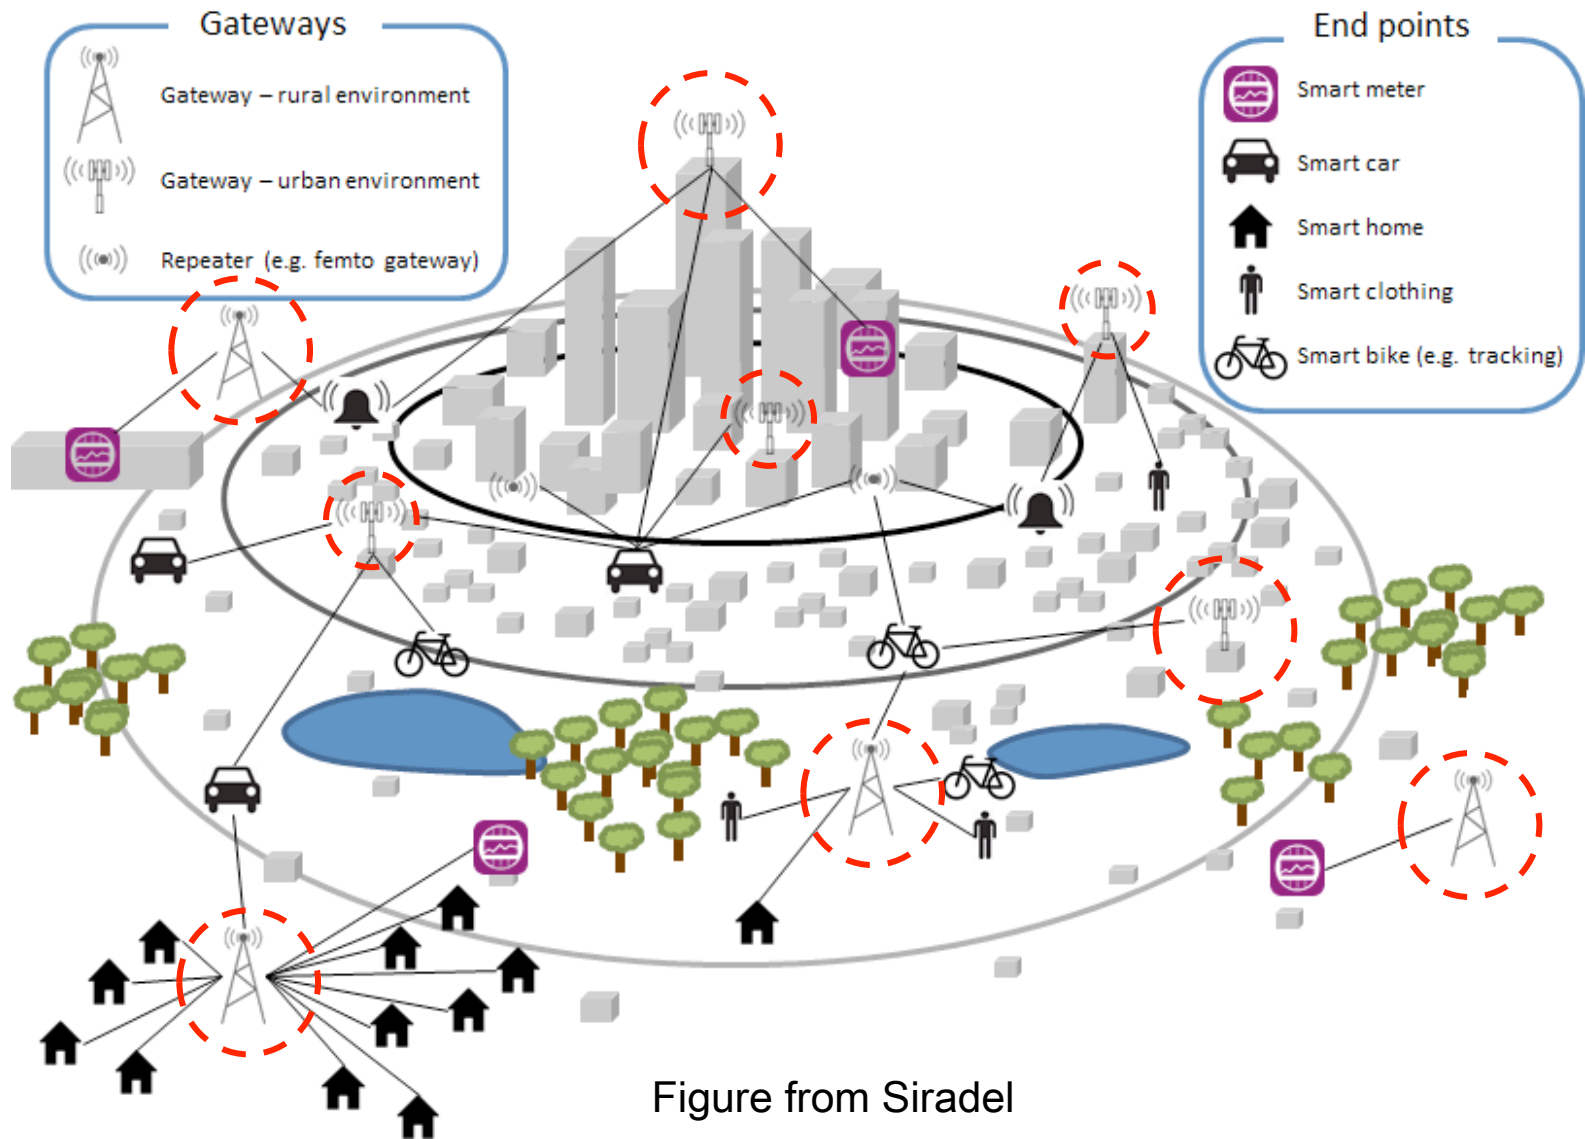 Gateways
Gateway – rural environment
Gateway – urban environment
Repeater (e.g. femto gateway)
End points
Smart meter
Smart car
Smart home
Smart clothing
Smart bike (e.g. tracking)
Figure from Siradel